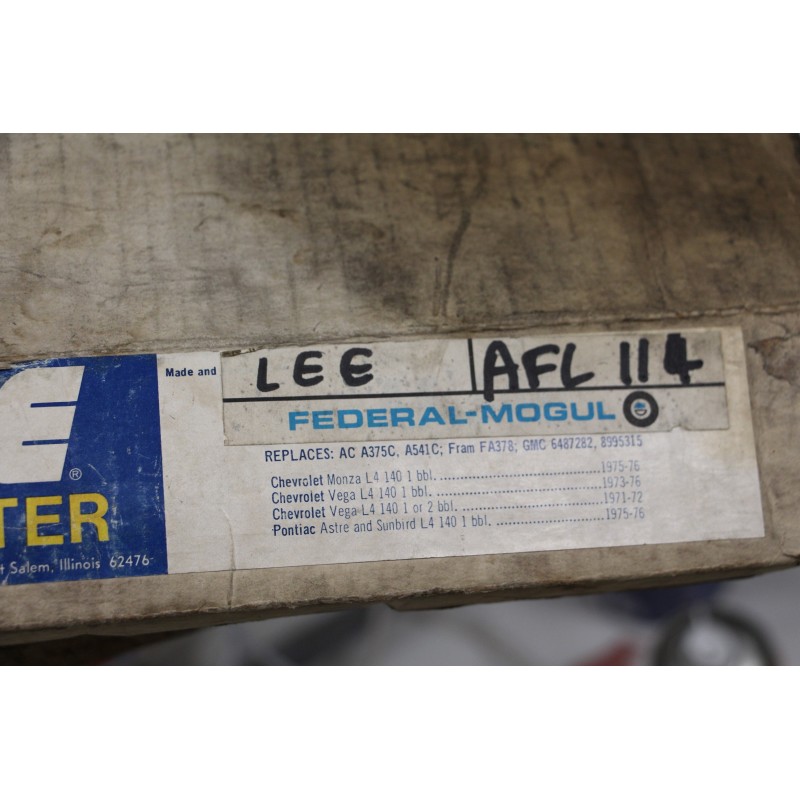 LEE AFL 114
Made and
FEDERAL-MOGUL
REPLACES: AC A375C, A541C; Fram FA378; GMC 6487282, 8995315
Chevrolet Monza L4 140 1 bbl. 1975-76
Chevrolet Vega L4 140 1 bbl. 1973-76
Chevrolet Vega L4 140 1 or 2 bbl. 1971-72
Pontiac Astre and Sunbird L4 140 1 bbl. 1975-76
E®
TER
t Salem, Illinois 62476